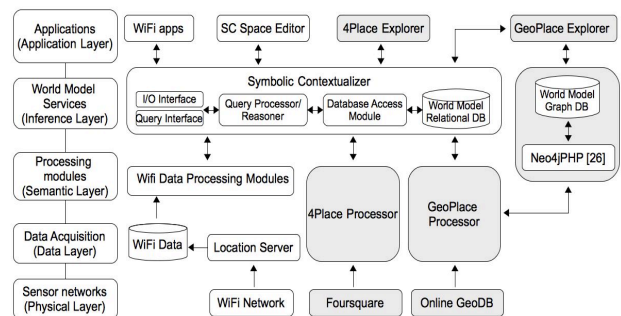 Applications
(Application Layer)
WiFi apps
SC Space Editor
4Place Explorer
GeoPlace Explorer
World Model
Services
(Inference Layer)
Symbolic Contextualizer
I/O Interface
Query Interface
Query Processor/
Reasoner
Database Access
Module
World Model
Relational DB
World Model
Graph DB
Neo4jPHP [26]
Processing
modules
(Semantic Layer)
Wifi Data Processing Modules
4Place Processor
GeoPlace
Processor
Data Acquisition
(Data Layer)
WiFi Data
Location Server
Sensor networks
(Physical Layer)
WiFi Network
Foursquare
Online GeoDB